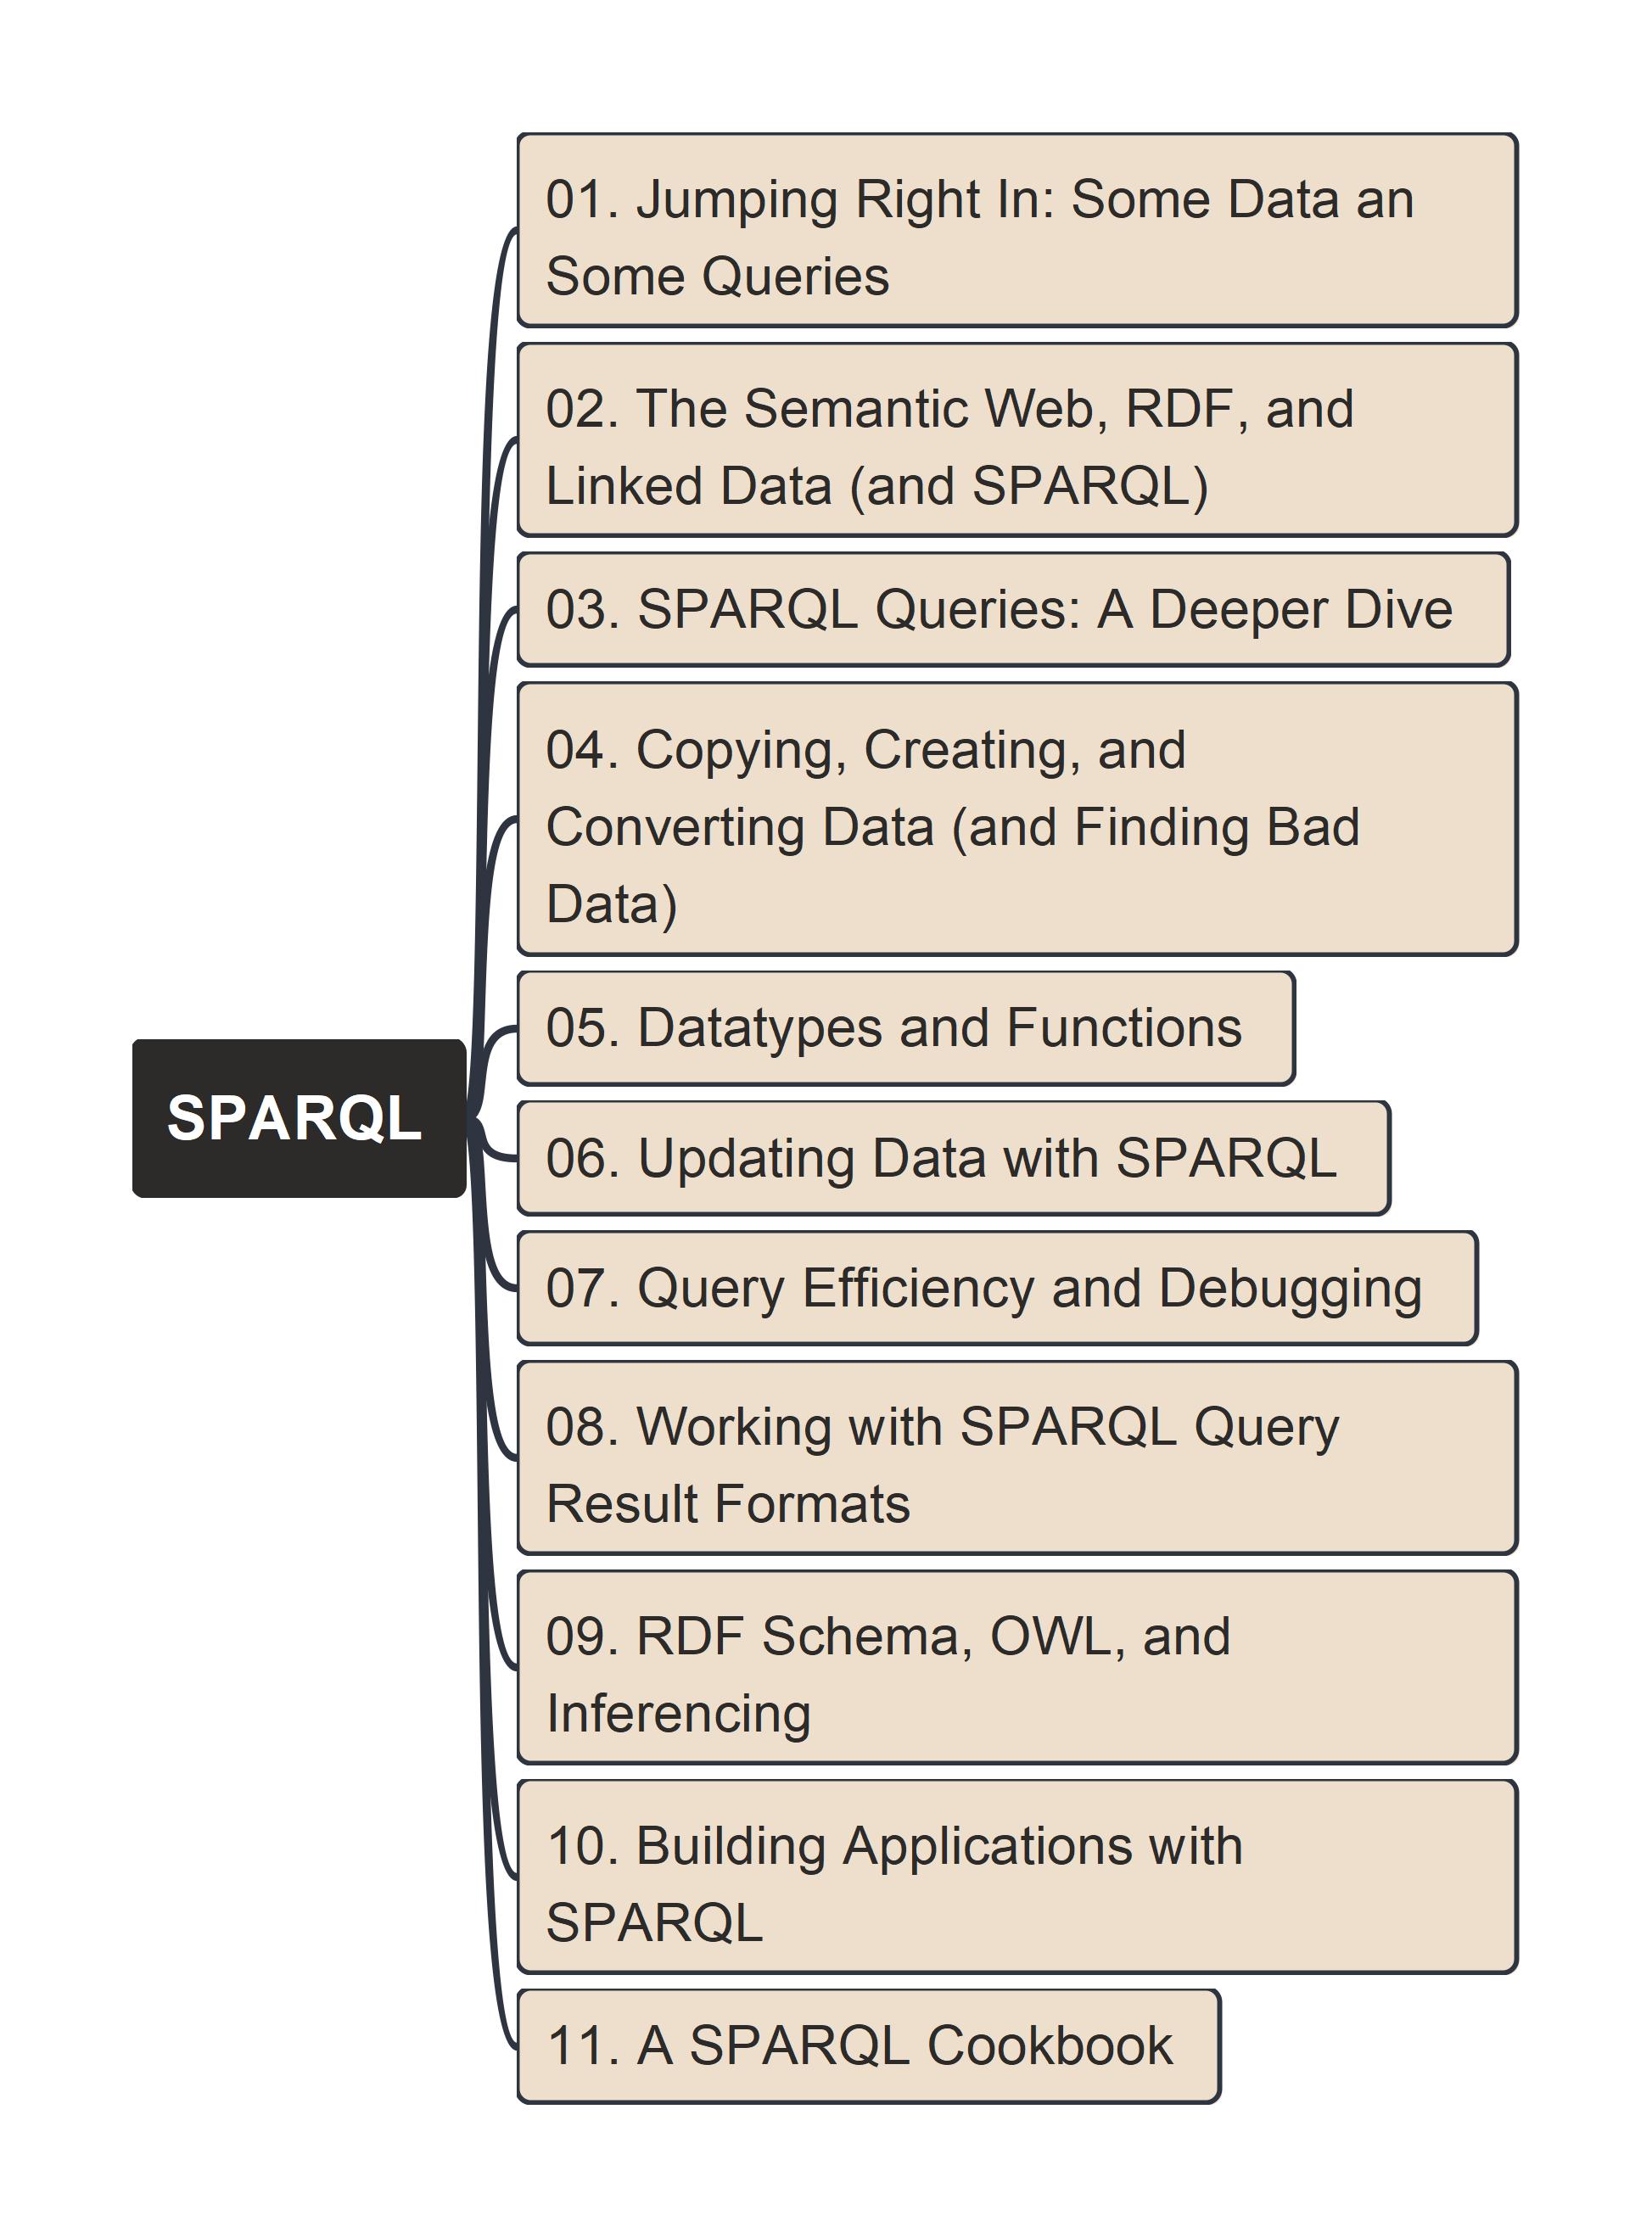 01. Jumping Right In: Some Data an
Some Queries
02. The Semantic Web, RDF, and
Linked Data (and SPARQL)
03. SPARQL Queries: A Deeper Dive
04. Copying, Creating, and
Converting Data (and Finding Bad
Data)
05. Datatypes and Functions
SPARQL
06. Updating Data with SPARQL
07. Query Efficiency and Debugging
08. Working with SPARQL Query
Result Formats
09. RDF Schema, OWL, and
Inferencing
10. Building Applications with
SPARQL
11. A SPARQL Cookbook